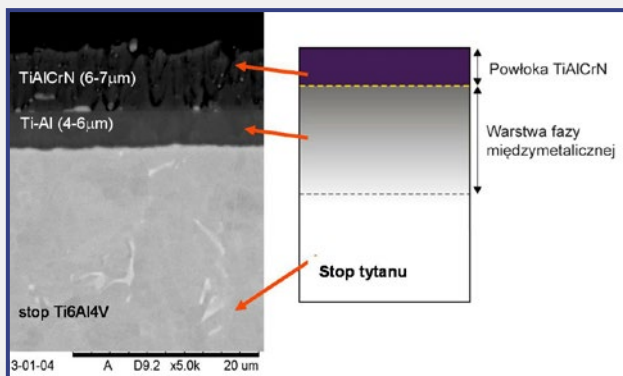 TiAlCrN (6-7µm)
Ti-Al (4-6µm)
stop Ti6Al4V
3-01-04 A D9.2 x5.0k 20 um
Powłoka TiAlCrN
Warstwa fazy
międzymetalicznej
Stop tytanu